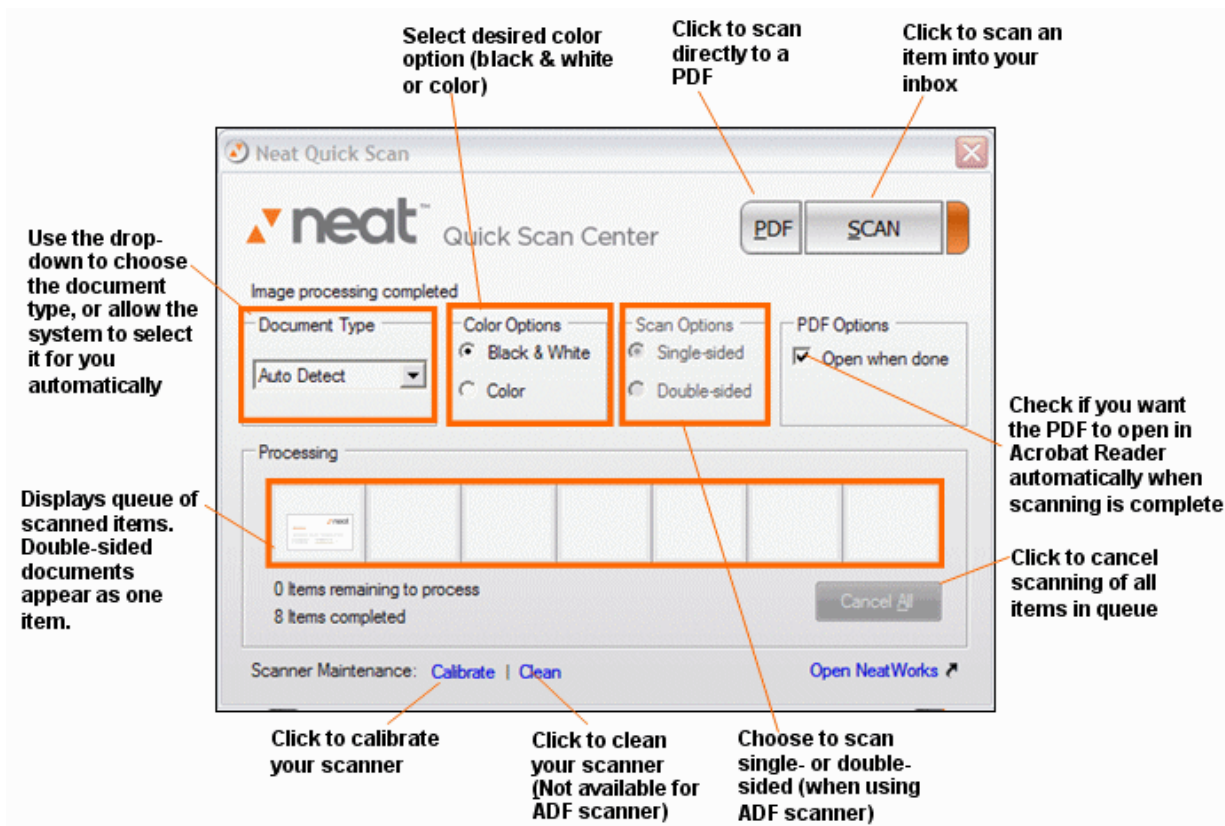 Select desired color
option (black & white
or color)
Click to scan
directly to a
PDF
Click to scan an
item into your
inbox
Neat Quick Scan
neat™ Quick Scan Center
PDF
SCAN
Use the drop-
down to choose
the document
type, or allow the
system to select
it for you
automatically
Image processing completed
Document Type
Auto Detect
Color Options
Black & White
Color
Scan Options
Single-sided
Double-sided
PDF Options
Open when done
Check if you want
the PDF to open in
Acrobat Reader
automatically when
scanning is complete
Processing
Displays queue of
scanned items.
Double-sided
documents
appear as one
item.
neat
0 Items remaining to process
8 Items completed
Cancel All
Click to cancel
scanning of all
items in queue
Scanner Maintenance: Calibrate | Clean
Open NeatWorks
Click to calibrate
your scanner
Click to clean
your scanner
(Not available for
ADF scanner)
Choose to scan
single- or double-
sided (when using
ADF scanner)